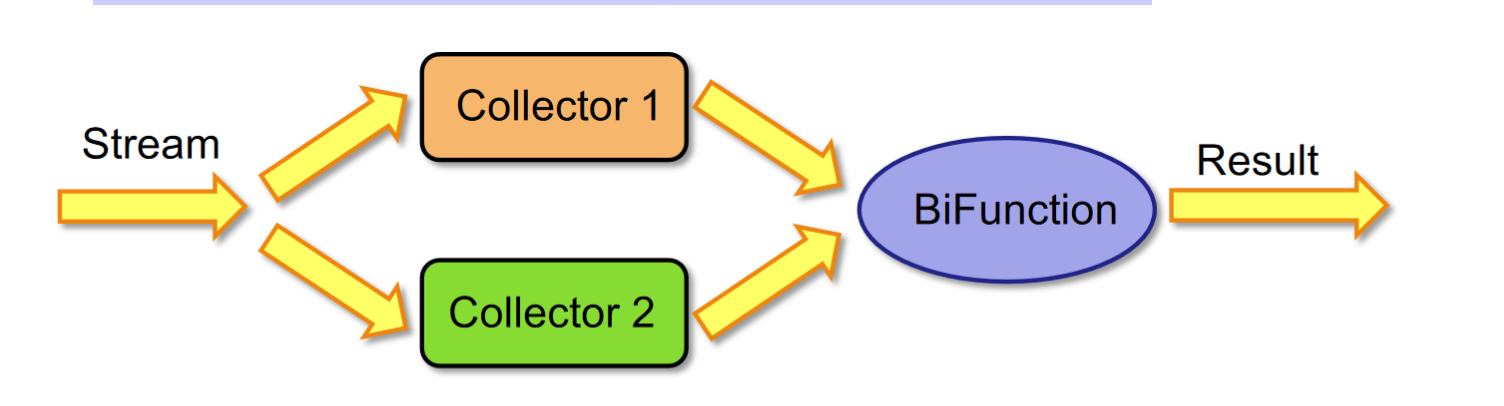 Stream
Collector 1
Collector 2
BiFunction
Result